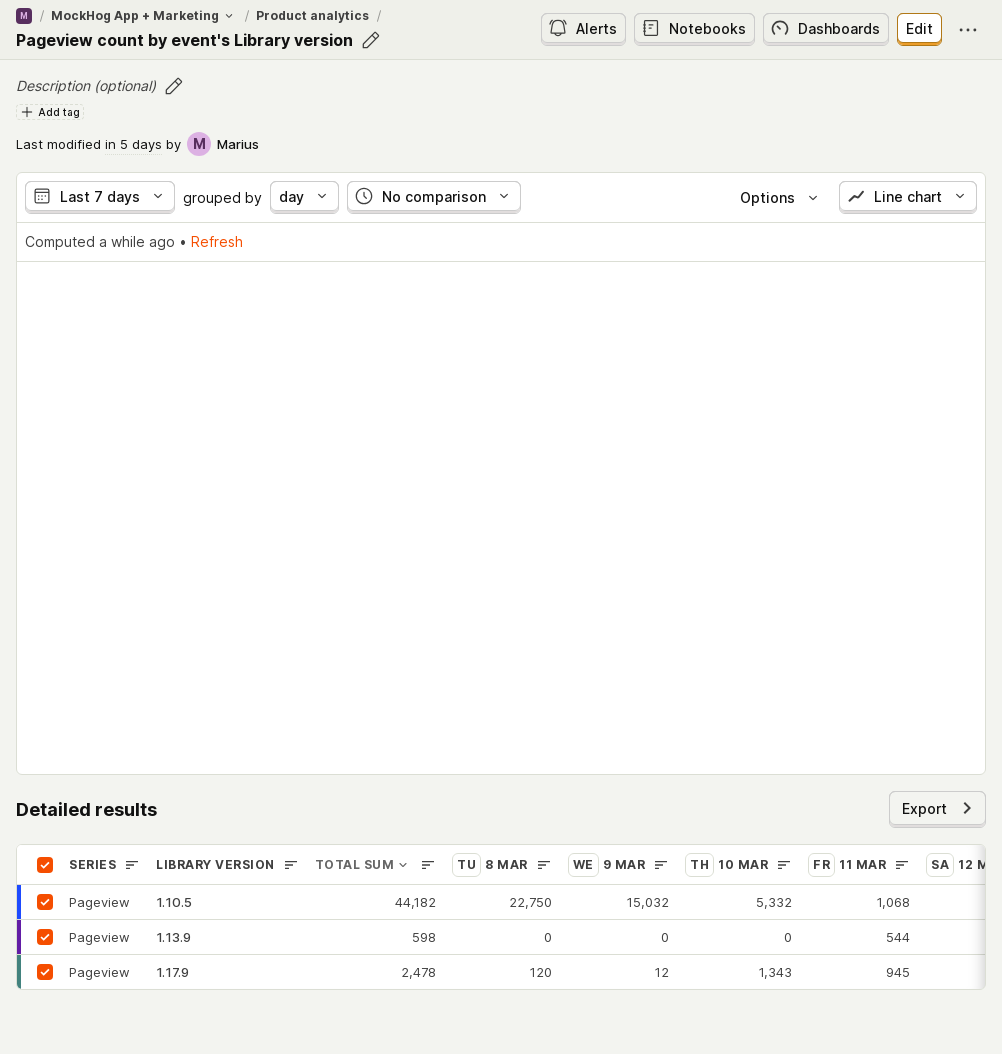 M / MockHog App + Marketing / Product analytics /
Pageview count by event's Library version
Alerts Notebooks Dashboards Edit
Description (optional)
Add tag
Last modified in 5 days by M Marius
Last 7 days grouped by day No comparison Options Line chart
Computed a while ago • Refresh
Detailed results
Export
SERIES LIBRARY VERSION TOTAL SUM TU 8 MAR WE 9 MAR TH 10 MAR FR 11 MAR SA 12 M
Pageview 1.10.5 44,182 22,750 15,032 5,332 1,068
Pageview 1.13.9 598 0 0 0 544
Pageview 1.17.9 2,478 120 12 1,343 945